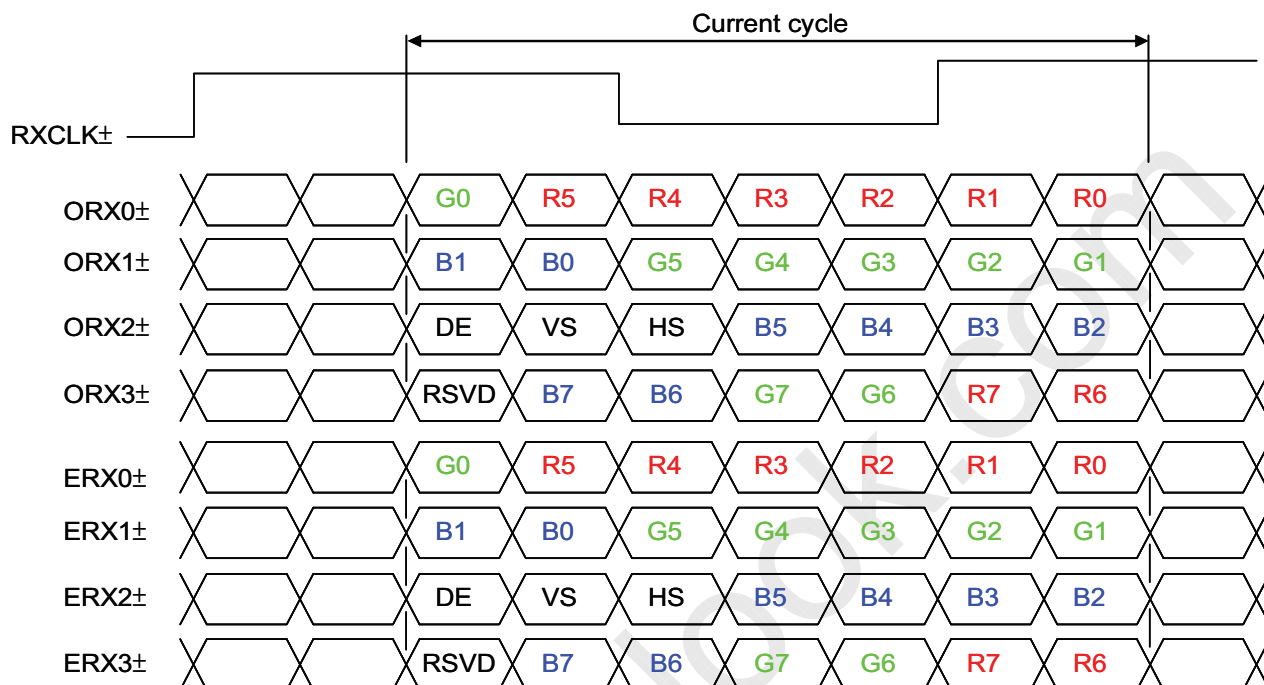 Current cycle
RXCLK±
ORX0± G0 R5 R4 R3 R2 R1 R0
ORX1± B1 B0 G5 G4 G3 G2 G1
ORX2± DE VS HS B5 B4 B3 B2
ORX3± RSVD B7 B6 G7 G6 R7 R6
ERX0± G0 R5 R4 R3 R2 R1 R0
ERX1± B1 B0 G5 G4 G3 G2 G1
ERX2± DE VS HS B5 B4 B3 B2
ERX3± RSVD B7 B6 G7 G6 R7 R6
look.com